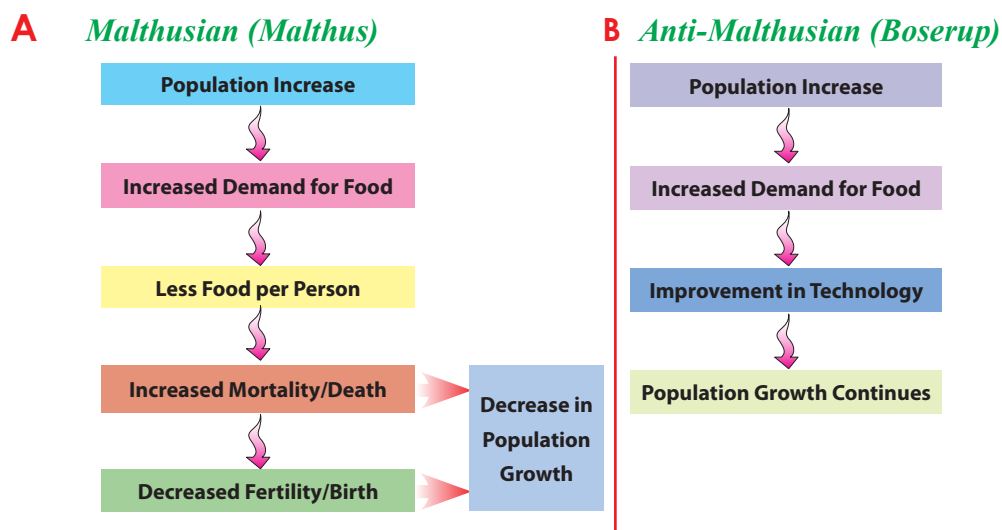 A Malthusian (Malthus)
Population Increase
Increased Demand for Food
Less Food per Person
Increased Mortality/Death
Decreased Fertility/Birth
Decrease in
Population
Growth
B Anti-Malthusian (Boserup)
Population Increase
Increased Demand for Food
Improvement in Technology
Population Growth Continues